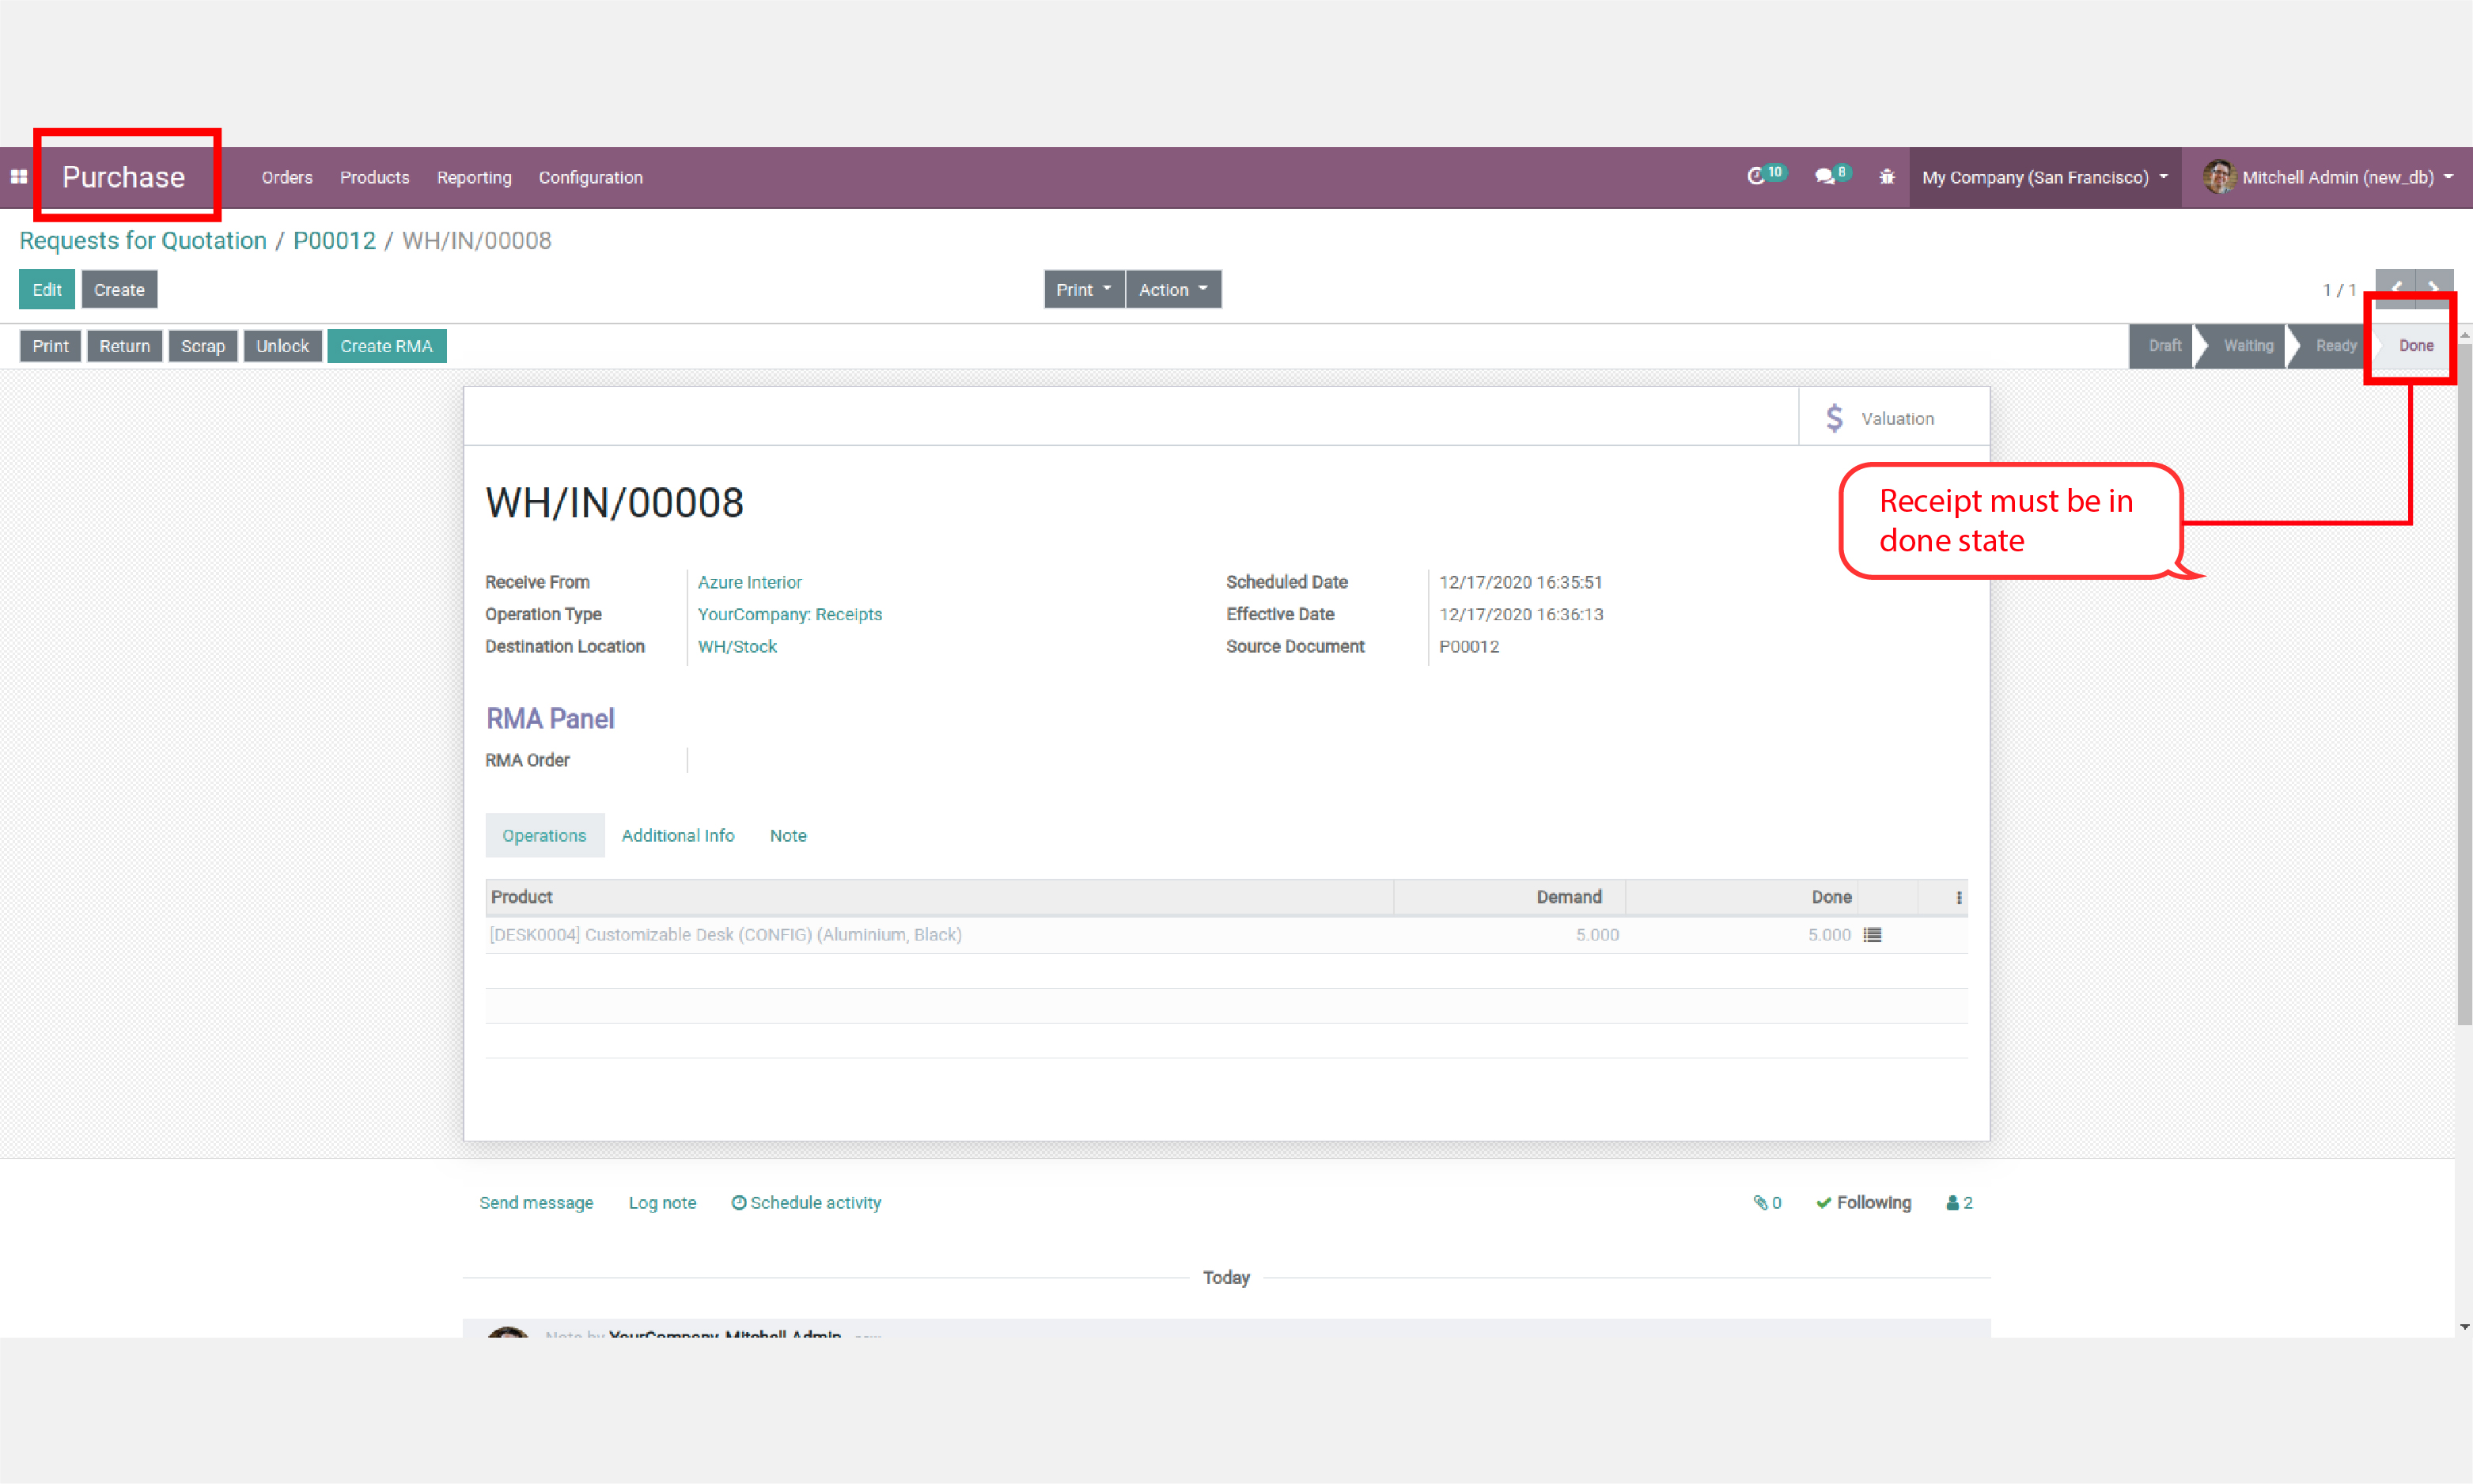 Purchase Orders Products Reporting Configuration 10 8 My Company (San Francisco) Mitchell Admin (new_db)
Requests for Quotation / P00012 / WH/IN/00008
Edit Create Print Action 1 / 1
Print Return Scrap Unlock Create RMA Draft Waiting Ready Done
$ Valuation
WH/IN/00008
Receipt must be in
done state
Receive From Azure Interior Scheduled Date 12/17/2020 16:35:51
Operation Type YourCompany: Receipts Effective Date 12/17/2020 16:36:13
Destination Location WH/Stock Source Document P00012
RMA Panel
RMA Order
Operations Additional Info Note
Product Demand Done
[DESK0004] Customizable Desk (CONFIG) (Aluminium, Black) 5.000 5.000
Send message Log note Schedule activity 0 Following 2
Today
Note by YourCompany, Mitchell Admin